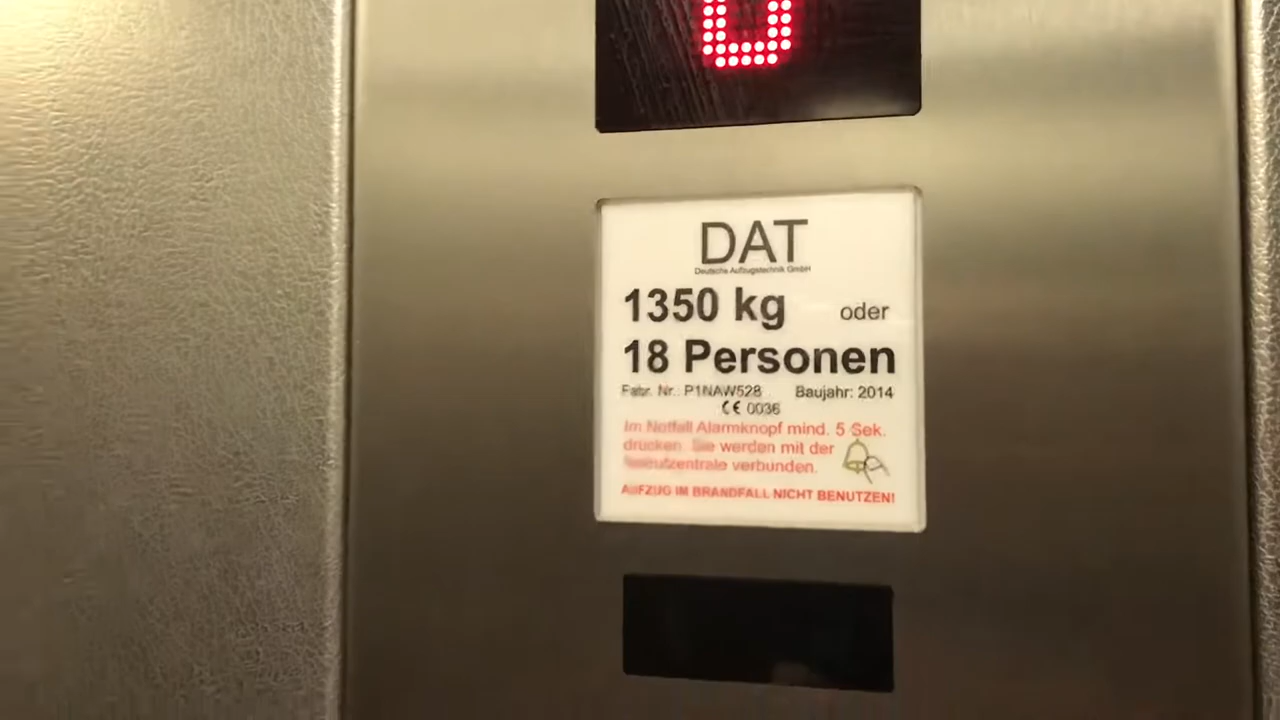 DAT
Deutsche Aufzugstechnik GmbH
1350 kg oder
18 Personen
Fabr. Nr.: P1NAW528 Baujahr: 2014
CE 0036
Im Notfall Alarmknopf mind. 5 Sek.
drücken. Sie werden mit der
verbunden.
AUFZUG IM BRANDFALL NICHT BENUTZEN!